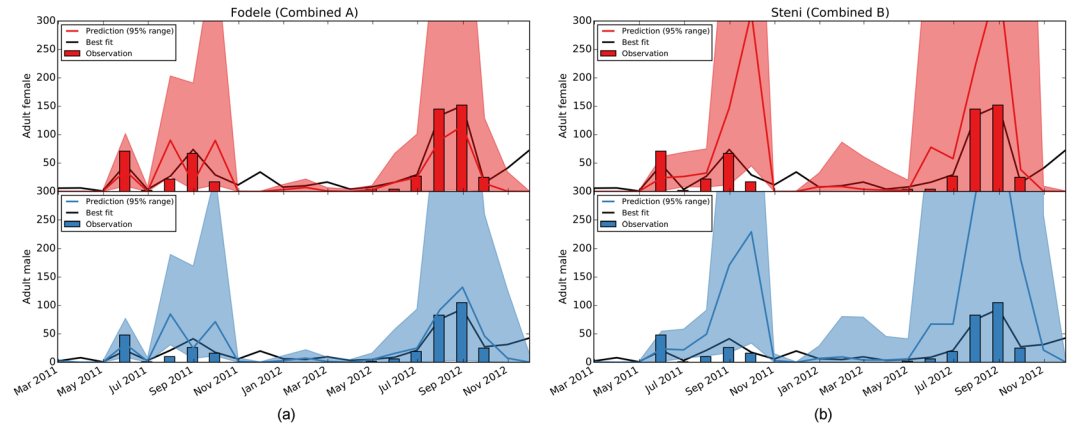 Fodele (Combined A)
Adult female
300
250
200
150
100
50
300
Prediction (95% range)
Best fit
Observation
Adult male
250
200
150
100
50
0
Prediction (95% range)
Best fit
Observation
Mar 2011
May 2011
Jul 2011
Sep 2011
Nov 2011
Jan 2012
Mar 2012
May 2012
Jul 2012
Sep 2012
Nov 2012
(a)
Steni (Combined B)
Adult female
300
250
200
150
100
50
300
Prediction (95% range)
Best fit
Observation
Adult male
250
200
150
100
50
0
Prediction (95% range)
Best fit
Observation
Mar 2011
May 2011
Jul 2011
Sep 2011
Nov 2011
Jan 2012
Mar 2012
May 2012
Jul 2012
Sep 2012
Nov 2012
(b)